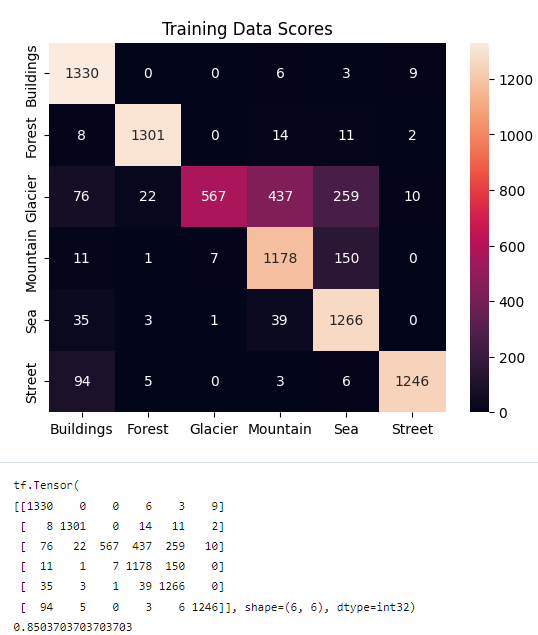 Training Data Scores
Buildings 1330 0 0 6 3 9
Forest 8 1301 0 14 11 2
Glacier 76 22 567 437 259 10
Mountain 11 1 7 1178 150 0
Sea 35 3 1 39 1266 0
Street 94 5 0 3 6 1246
Buildings Forest Glacier Mountain Sea Street
1200
1000
800
600
400
200
0
tf.Tensor(
[[1330 0 0 6 3 9]
[ 8 1301 0 14 11 2]
[ 76 22 567 437 259 10]
[ 11 1 7 1178 150 0]
[ 35 3 1 39 1266 0]
[ 94 5 0 3 6 1246]], shape=(6, 6), dtype=int32)
0.8503703703703703